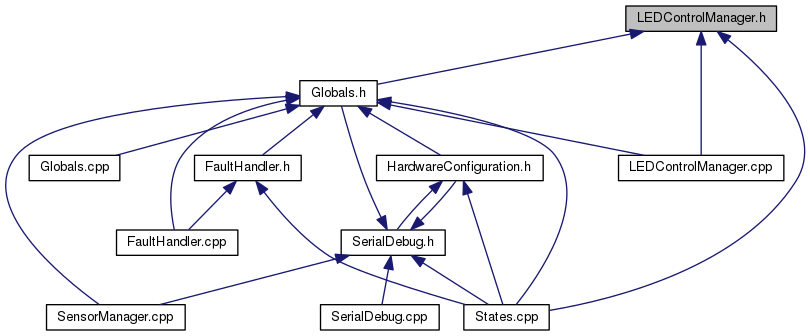 LEDControlManager.h
Globals.h
Globals.cpp
FaultHandler.h
HardwareConfiguration.h
LEDControlManager.cpp
FaultHandler.cpp
SerialDebug.h
SensorManager.cpp
SerialDebug.cpp
States.cpp